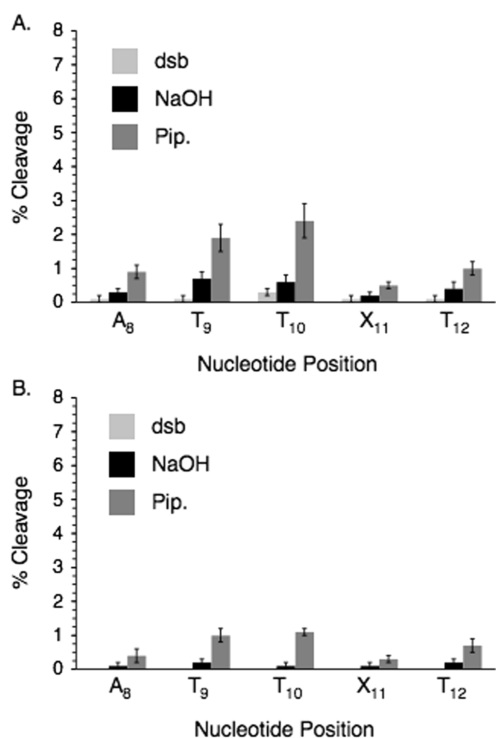 A.
8
7
6
5
4
3
2
1
0
% Cleavage
dsb
NaOH
Pip.
A₈ T₉ T₁₀ X₁₁ T₁₂
Nucleotide Position
B.
8
7
6
5
4
3
2
1
0
% Cleavage
dsb
NaOH
Pip.
A₈ T₉ T₁₀ X₁₁ T₁₂
Nucleotide Position